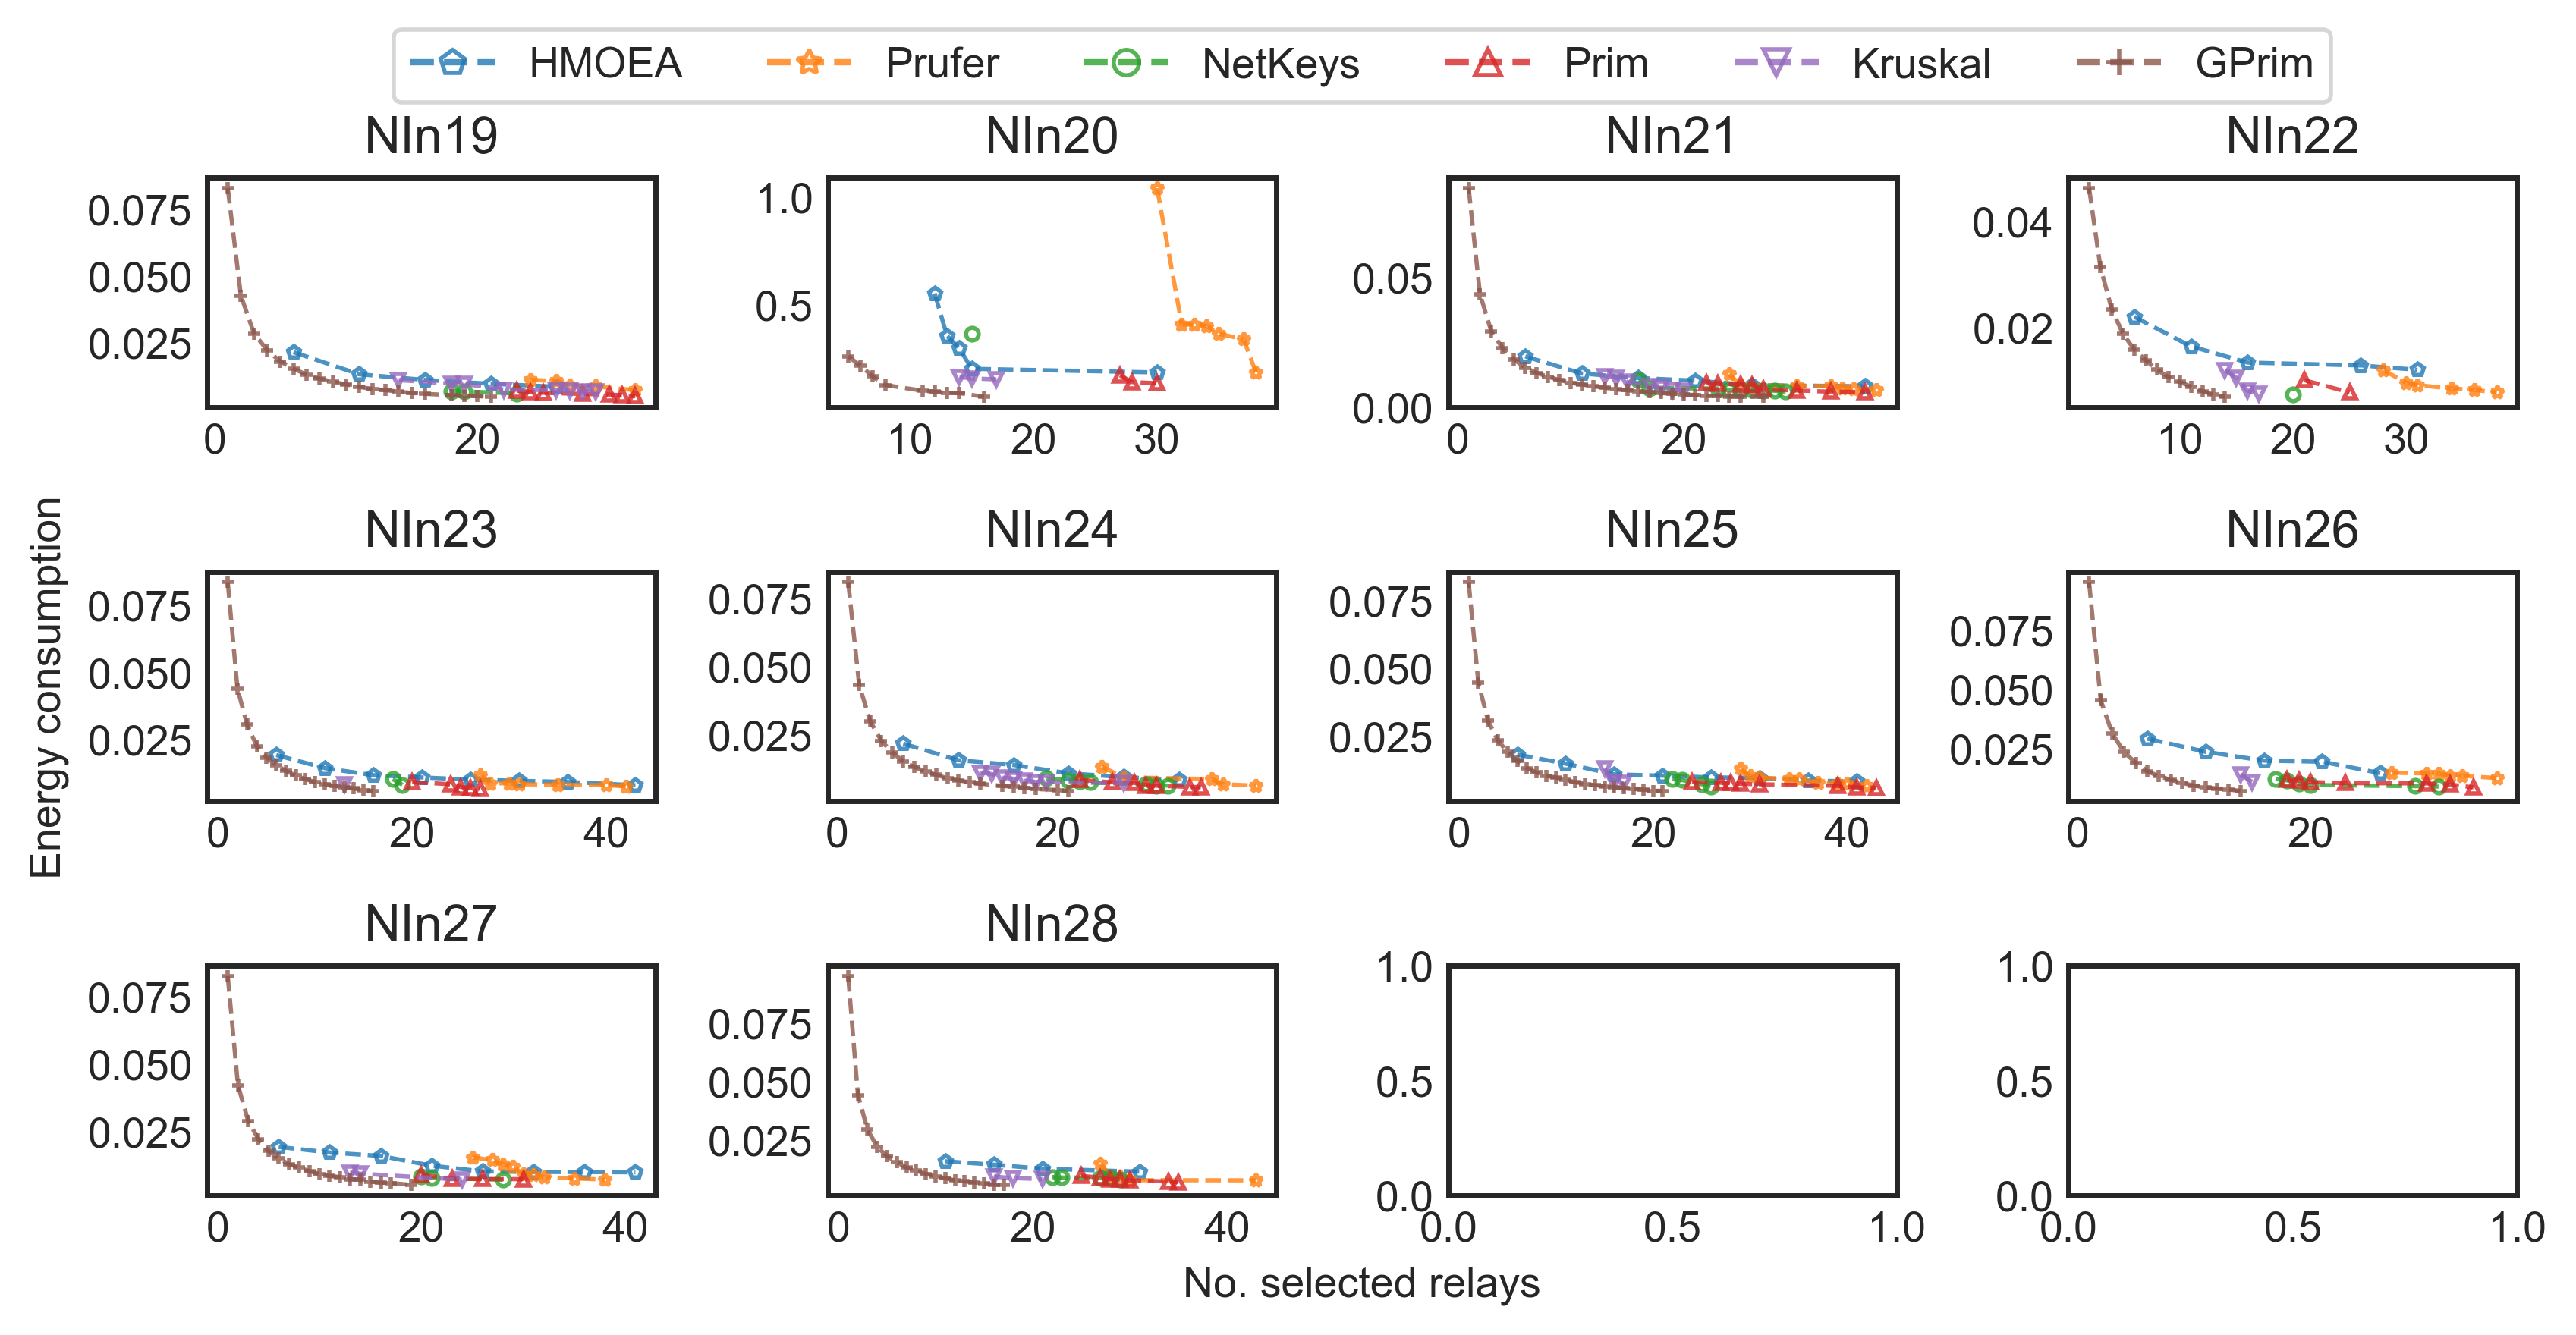 HMOEA Prufer NetKeys Prim Kruskal GPrim
NIn19 NIn20 NIn21 NIn22
0.075 0.050 0.025
0 20
1.0 0.5
10 20 30
0.05 0.00
0 20
0.04 0.02
10 20 30
Energy consumption
NIn23 NIn24 NIn25 NIn26
0.075 0.050 0.025
0 20 40
0.075 0.050 0.025
0 20
0.075 0.050 0.025
0 20 40
0.075 0.050 0.025
0 20
NIn27 NIn28
0.075 0.050 0.025
0 20 40
0.075 0.050 0.025
0 20 40
1.0 0.5 0.0
0.0 0.5 1.0
1.0 0.5 0.0
0.0 0.5 1.0
No. selected relays